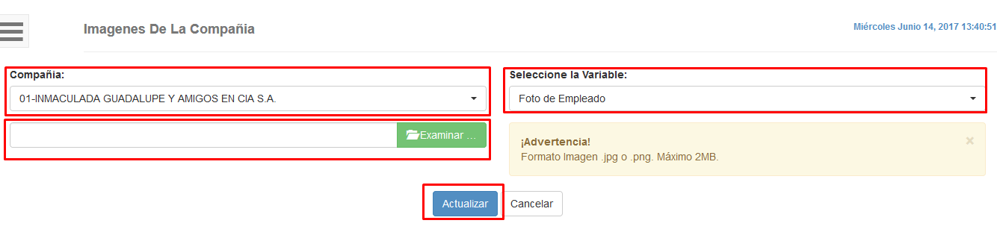 Imagenes De La Compañia
Miércoles Junio 14, 2017 13:40:51
Compañia:
Seleccione la Variable:
01-INMACULADA GUADALUPE Y AMIGOS EN CIA S.A.
Foto de Empleado
Examinar ...
¡Advertencia!
×
Formato Imagen .jpg o .png. Máximo 2MB.
Actualizar
Cancelar